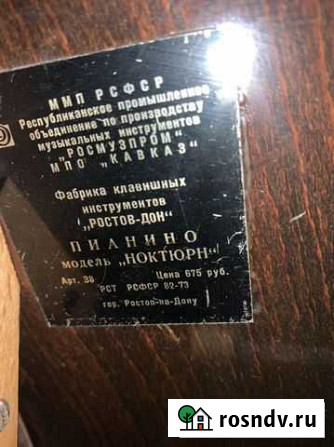 ММП РСФСР
Республиканское промышленное
объединение по производству
музыкальных инструментов
„РОСМУЗПРОМ"
МПО „КАВКАЗ"
Фабрика клавишных
инструментов
„РОСТОВ-ДОН"
ПИАНИНО
модель „НОКТЮРН"
Арт. 38 Цена 675 руб.
РСТ РСФСР 82-73
гор. Ростов-на-Дону
rosndv.ru